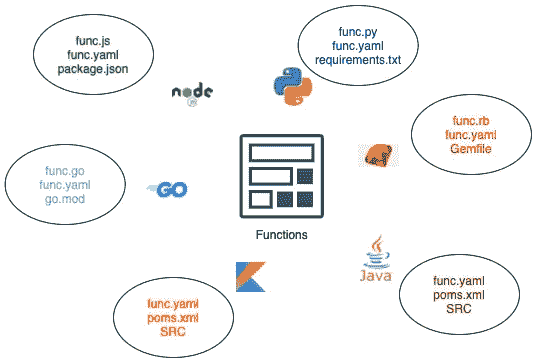 func.js
func.yaml
package.json
func.py
func.yaml
requirements.txt
node
func.rb
func.yaml
Gemfile
func.go
func.yaml
go.mod
GO
Functions
Java
func.yaml
poms.xml
SRC
func.yaml
poms.xml
SRC